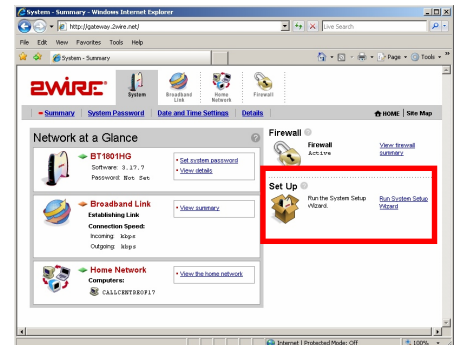 System - Summary - Windows Internet Explorer
http://gateway.2wire.net/
Live Search
File Edit View Favorites Tools Help
System - Summary
Page
Tools
2WIRE
System
Broadband Link
Home Network
Firewall
Summary
System Password
Date and Time Settings
Details
HOME | Site Map
Network at a Glance
BT1801HG
Software: 3.17.7
Password: Not Set
Set system password
View details
Broadband Link
Establishing Link
Connection Speed:
Incoming: kbps
Outgoing: kbps
View summary
Home Network
Computers:
CALLCENTREOF17
View the home network
Firewall
Firewall
Active
View firewall summary
Set Up
Run the System Setup Wizard.
Run System Setup Wizard
Internet | Protected Mode: Off
100%